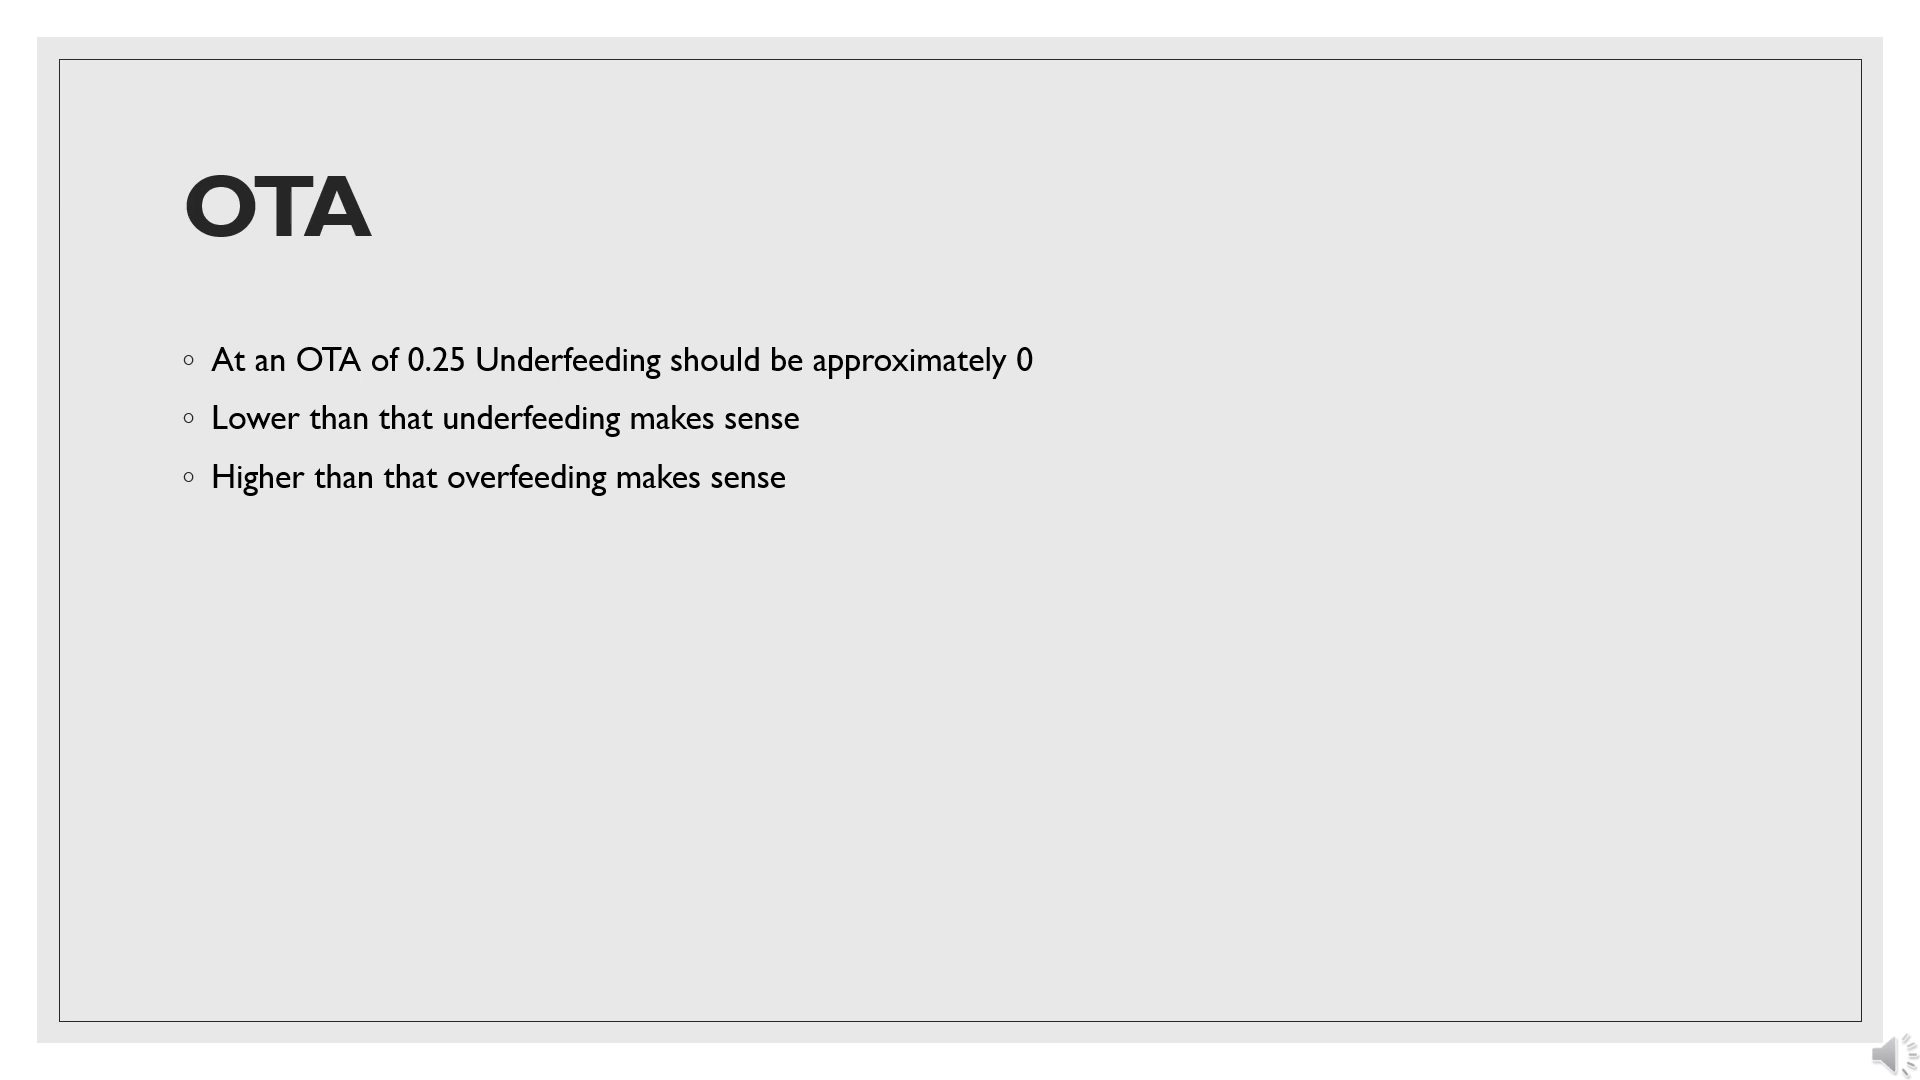 OTA
◦ At an OTA of 0.25 Underfeeding should be approximately 0
◦ Lower than that underfeeding makes sense
◦ Higher than that overfeeding makes sense